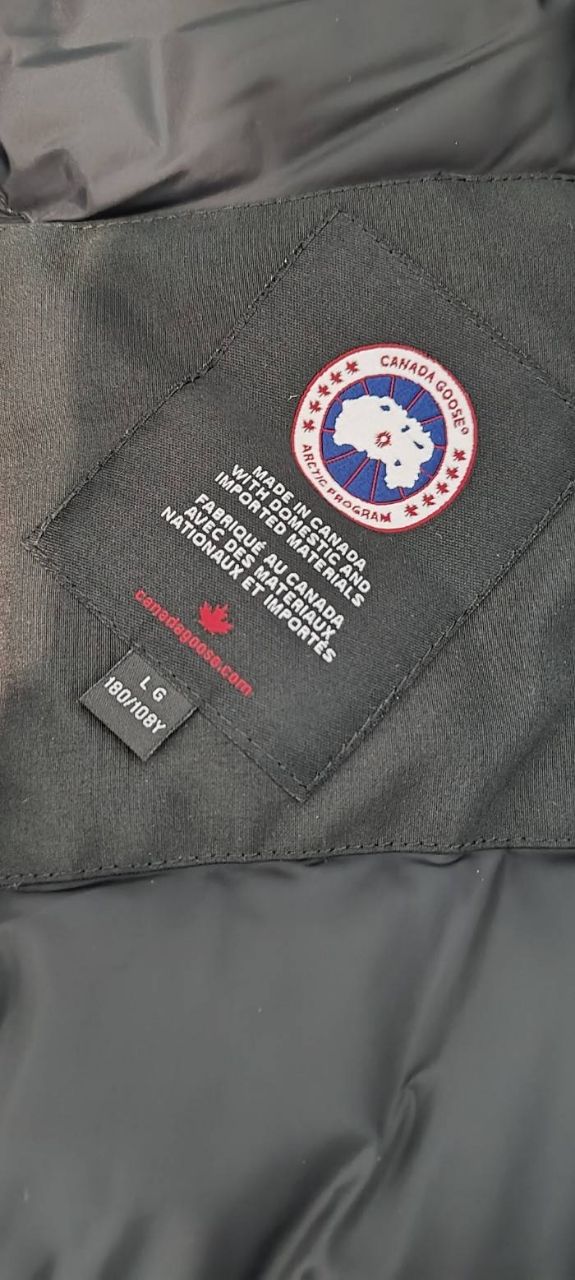 CANADA GOOSE®
ARCTIC PROGRAM
MADE IN CANADA
WITH DOMESTIC AND
IMPORTED MATERIALS
FABRIQUÉ AU CANADA
AVEC DES MATERIAUX
NATIONAUX ET IMPORTÉS
canadagoose.com
L G
180/108Y